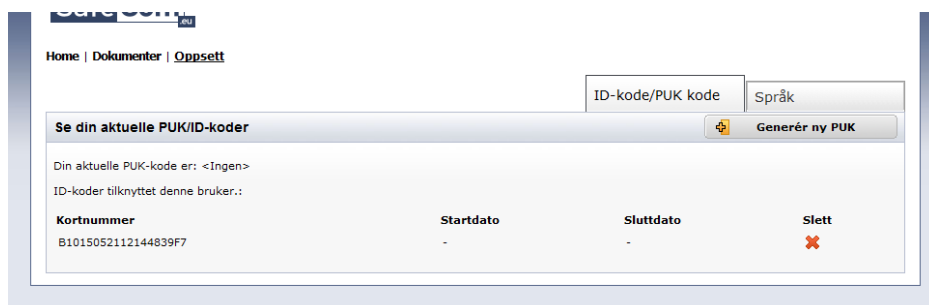 .eu
Home | Dokumenter | Oppsett
ID-kode/PUK kode
Språk
Se din aktuelle PUK/ID-koder
Generér ny PUK
Din aktuelle PUK-kode er: <Ingen>
ID-koder tilknyttet denne bruker.:
Kortnummer Startdato Sluttdato Slett
B1015052112144839F7 - -